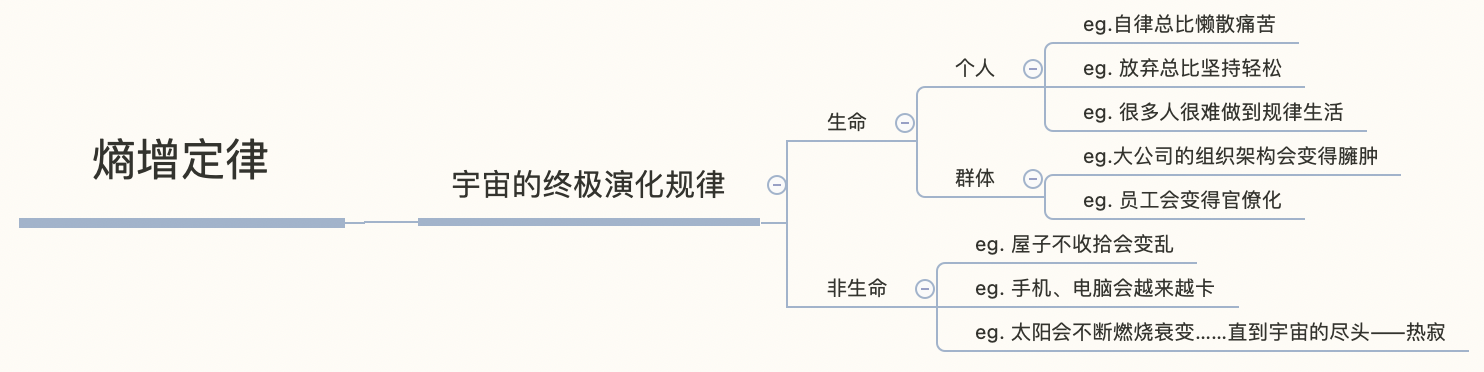 熵增定律
宇宙的终极演化规律
生命
个人
eg.自律总比懒散痛苦
eg. 放弃总比坚持轻松
eg. 很多人很难做到规律生活
群体
eg.大公司的组织架构会变得臃肿
eg. 员工会变得官僚化
非生命
eg. 屋子不收拾会变乱
eg. 手机、电脑会越来越卡
eg. 太阳会不断燃烧衰变……直到宇宙的尽头——热寂